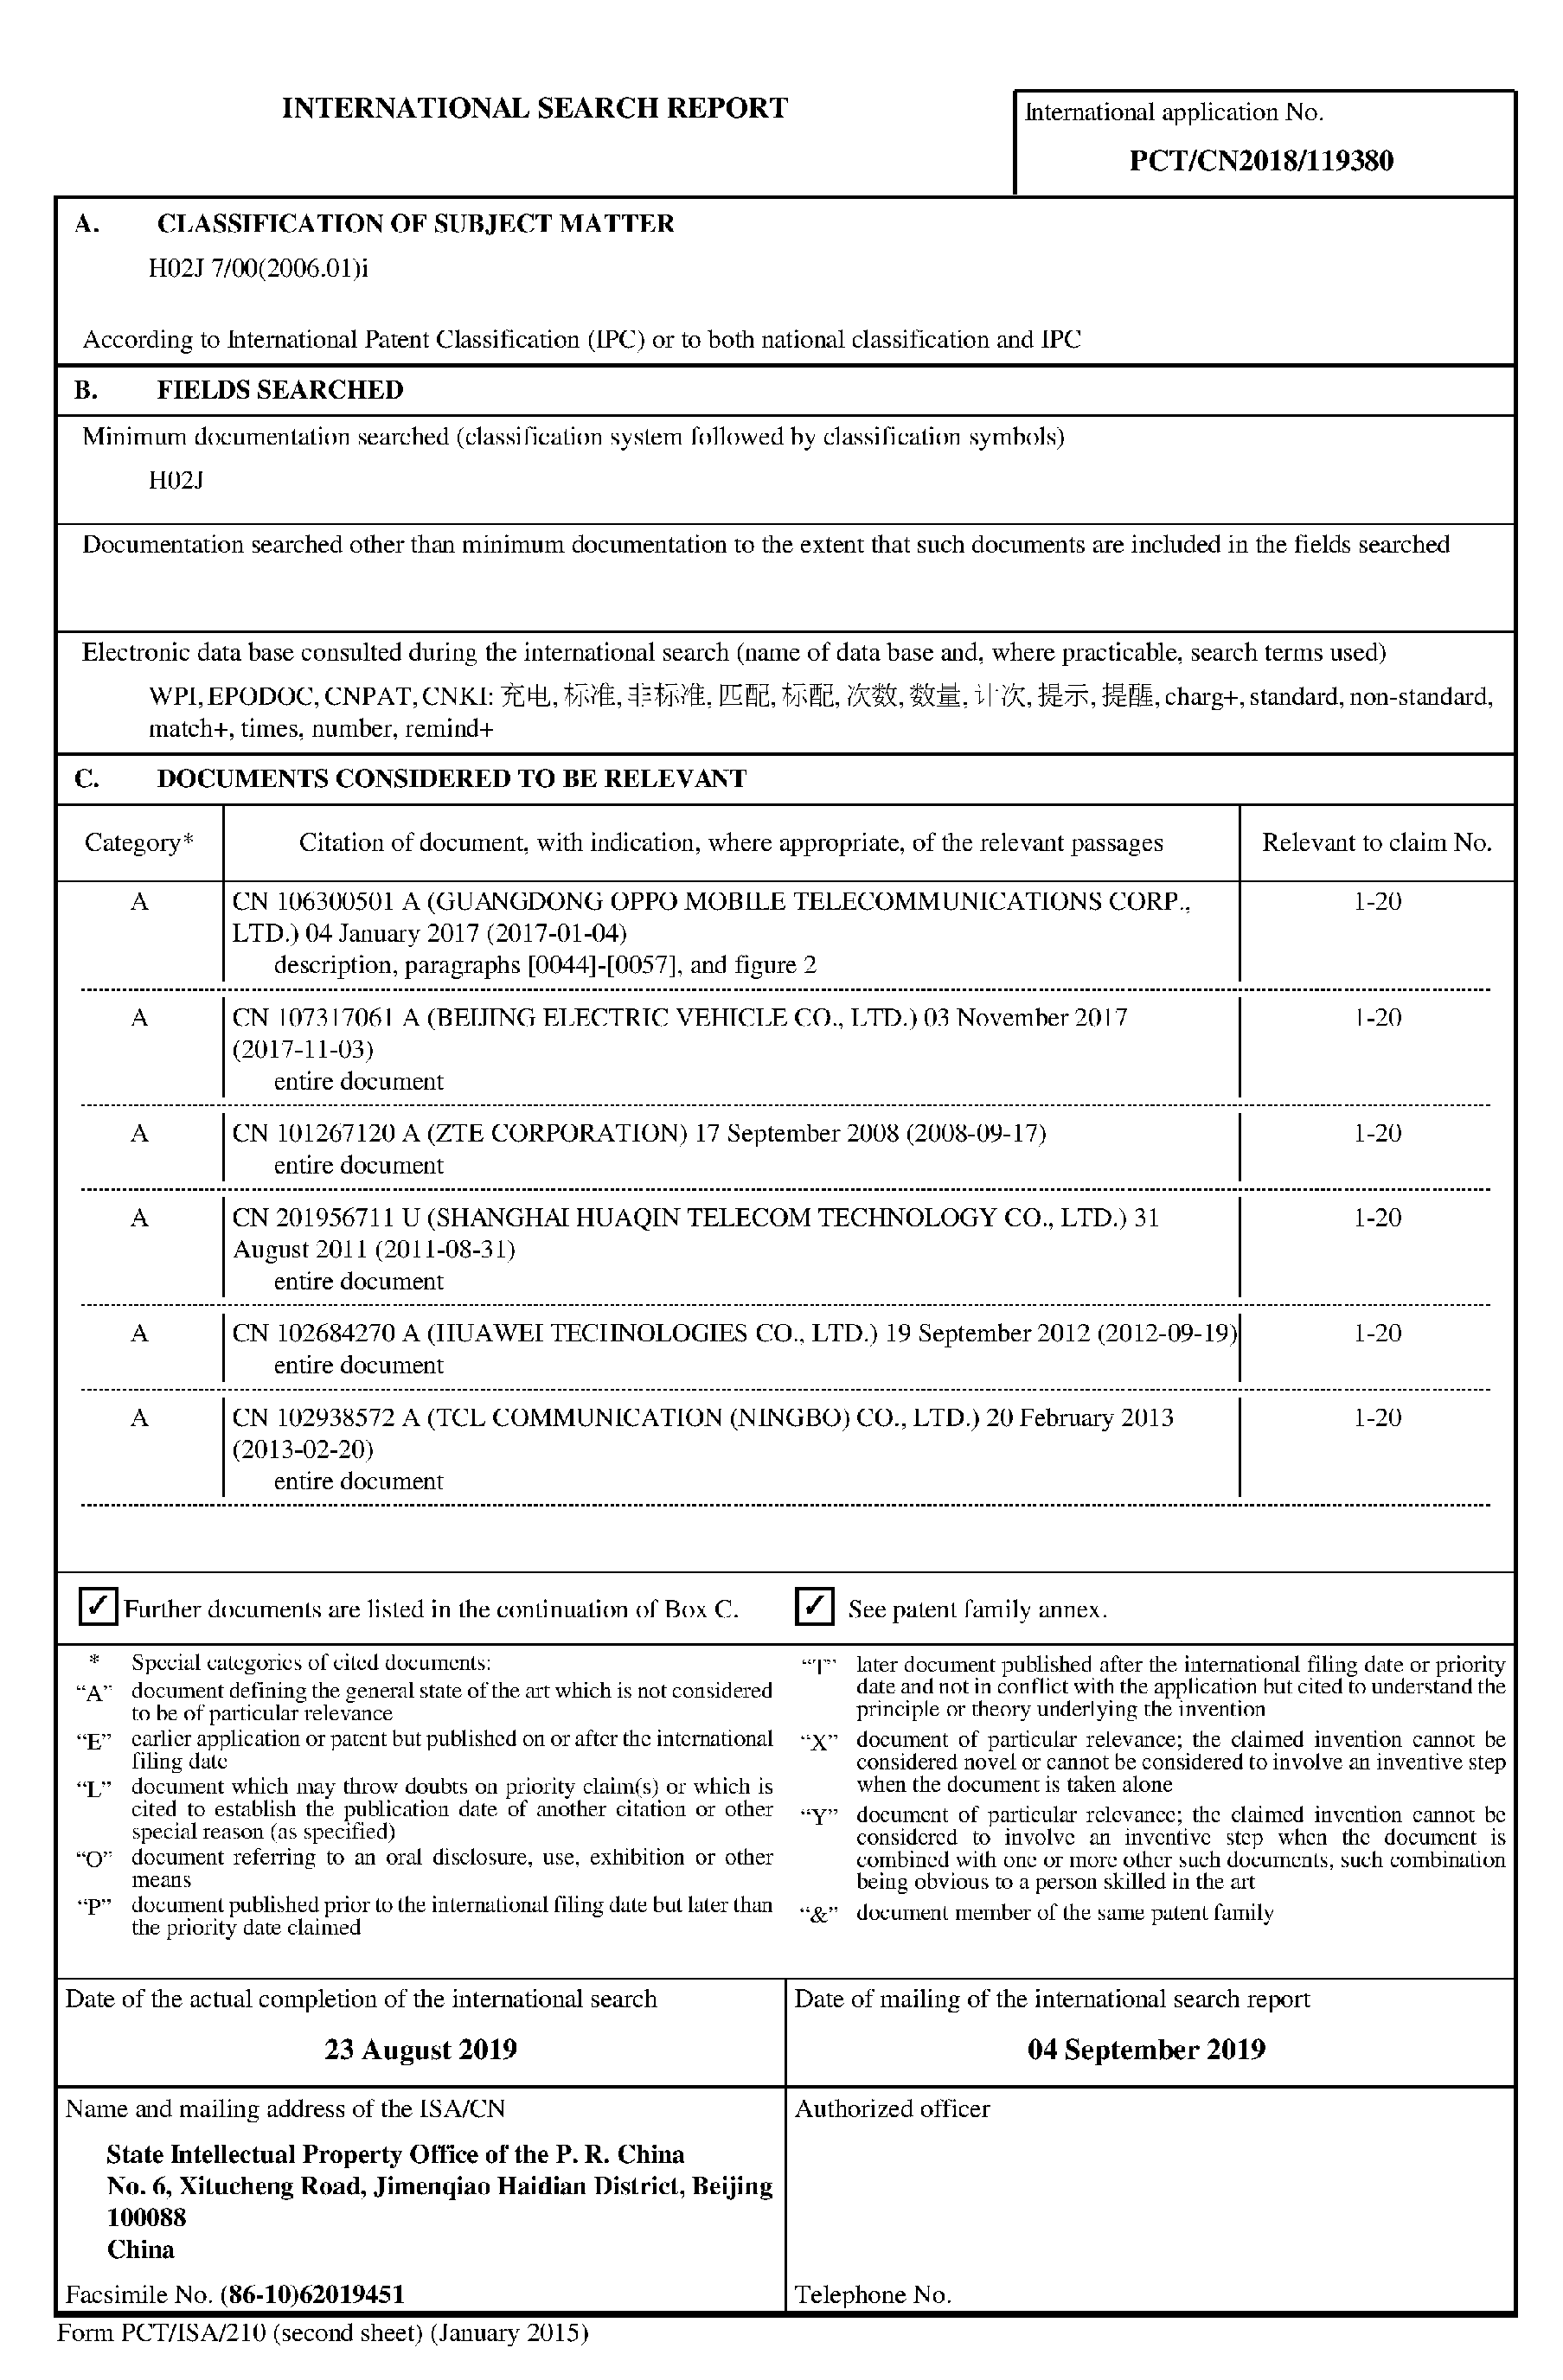 INTERNATIONAL SEARCH REPORT
International application No.
PCT/CN2018/119380
A. CLASSIFICATION OF SUBJECT MATTER
H02J 7/00(2006.01)i
According to International Patent Classification (IPC) or to both national classification and IPC
B. FIELDS SEARCHED
Minimum documentation searched (classification system followed by classification symbols)
H02J
Documentation searched other than minimum documentation to the extent that such documents are included in the fields searched
Electronic data base consulted during the international search (name of data base and, where practicable, search terms used)
WPI, EPODOC, CNPAT, CNKI: 充电, 标准, 非标准, 匹配, 标配, 次数, 数量, 计次, 提示, 提醒, charg+, standard, non-standard,
match+, times, number, remind+
C. DOCUMENTS CONSIDERED TO BE RELEVANT
Category* Citation of document, with indication, where appropriate, of the relevant passages Relevant to claim No.
A CN 106300501 A (GUANGDONG OPPO MOBILE TELECOMMUNICATIONS CORP., 1-20
LTD.) 04 January 2017 (2017-01-04)
description, paragraphs [0044]-[0057], and figure 2
A CN 107317061 A (BEIJING ELECTRIC VEHICLE CO., LTD.) 03 November 2017 1-20
(2017-11-03)
entire document
A CN 101267120 A (ZTE CORPORATION) 17 September 2008 (2008-09-17) 1-20
entire document
A CN 201956711 U (SHANGHAI HUAQIN TELECOM TECHNOLOGY CO., LTD.) 31 1-20
August 2011 (2011-08-31)
entire document
A CN 102684270 A (HUAWEI TECHNOLOGIES CO., LTD.) 19 September 2012 (2012-09-19) 1-20
entire document
A CN 102938572 A (TCL COMMUNICATION (NINGBO) CO., LTD.) 20 February 2013 1-20
(2013-02-20)
entire document
✓ Further documents are listed in the continuation of Box C. ✓ See patent family annex.
* Special categories of cited documents:
“A” document defining the general state of the art which is not considered
to be of particular relevance
“E” earlier application or patent but published on or after the international
filing date
“L” document which may throw doubts on priority claim(s) or which is
cited to establish the publication date of another citation or other
special reason (as specified)
“O” document referring to an oral disclosure, use, exhibition or other
means
“P” document published prior to the international filing date but later than
the priority date claimed
“T” later document published after the international filing date or priority
date and not in conflict with the application but cited to understand the
principle or theory underlying the invention
“X” document of particular relevance; the claimed invention cannot be
considered novel or cannot be considered to involve an inventive step
when the document is taken alone
“Y” document of particular relevance; the claimed invention cannot be
considered to involve an inventive step when the document is
combined with one or more other such documents, such combination
being obvious to a person skilled in the art
“&” document member of the same patent family
Date of the actual completion of the international search
23 August 2019
Date of mailing of the international search report
04 September 2019
Name and mailing address of the ISA/CN
State Intellectual Property Office of the P. R. China
No. 6, Xitucheng Road, Jimenqiao Haidian District, Beijing
100088
China
Facsimile No. (86-10)62019451
Authorized officer
Telephone No.
Form PCT/ISA/210 (second sheet) (January 2015)